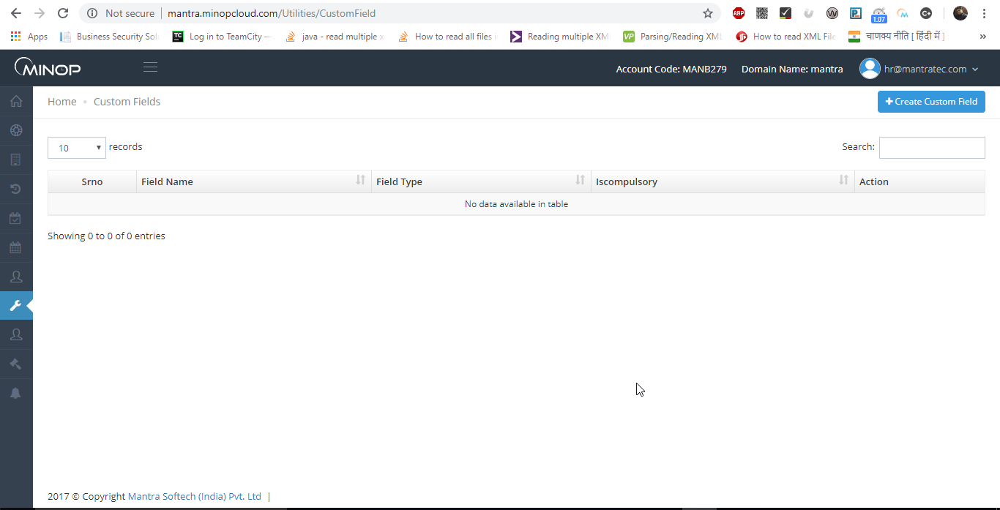 Not secure | mantra.minopcloud.com/Utilities/CustomField ABP 1.07
Apps Business Security Sol TC Log in to TeamCity — java - read multiple x How to read all files i Reading multiple XM VP Parsing/Reading XML How to read XML File चाणक्य नीति [ हिंदी में ] »
MINOP Account Code: MANB279 Domain Name: mantra hr@mantratec.com
Home Custom Fields + Create Custom Field
10 records Search:
Srno Field Name Field Type Iscompulsory Action
No data available in table
Showing 0 to 0 of 0 entries
2017 © Copyright Mantra Softech (India) Pvt. Ltd |